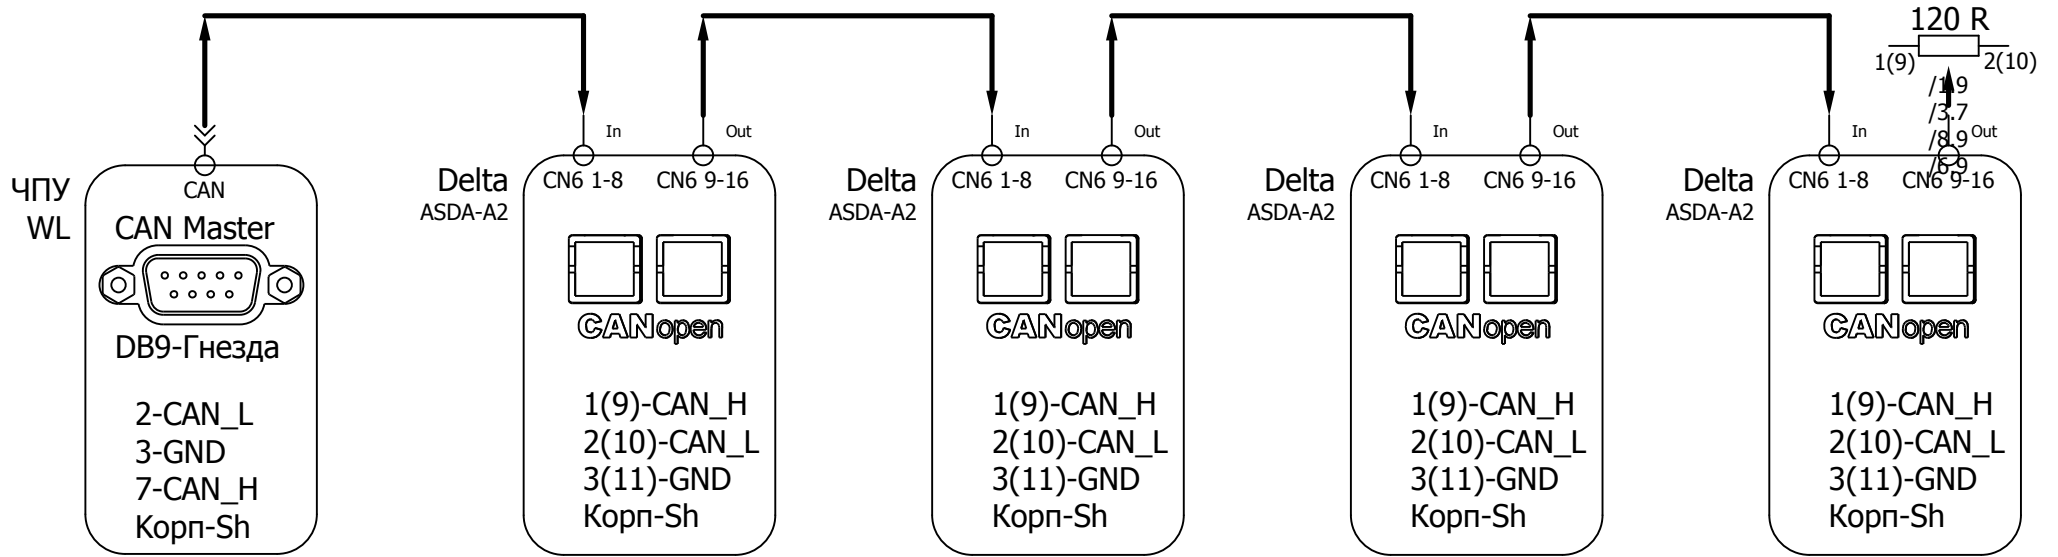 120 R
1(9) 2(10)
/1.9
/3.7
/8.9
/6.9
ЧПУ
WL
CAN
CAN Master
DB9-Гнезда
2-CAN_L
3-GND
7-CAN_H
Корп-Sh
Delta
ASDA-A2
In Out
CN6 1-8 CN6 9-16
CANopen
1(9)-CAN_H
2(10)-CAN_L
3(11)-GND
Корп-Sh
Delta
ASDA-A2
In Out
CN6 1-8 CN6 9-16
CANopen
1(9)-CAN_H
2(10)-CAN_L
3(11)-GND
Корп-Sh
Delta
ASDA-A2
In Out
CN6 1-8 CN6 9-16
CANopen
1(9)-CAN_H
2(10)-CAN_L
3(11)-GND
Корп-Sh
Delta
ASDA-A2
In Out
CN6 1-8 CN6 9-16
CANopen
1(9)-CAN_H
2(10)-CAN_L
3(11)-GND
Корп-Sh